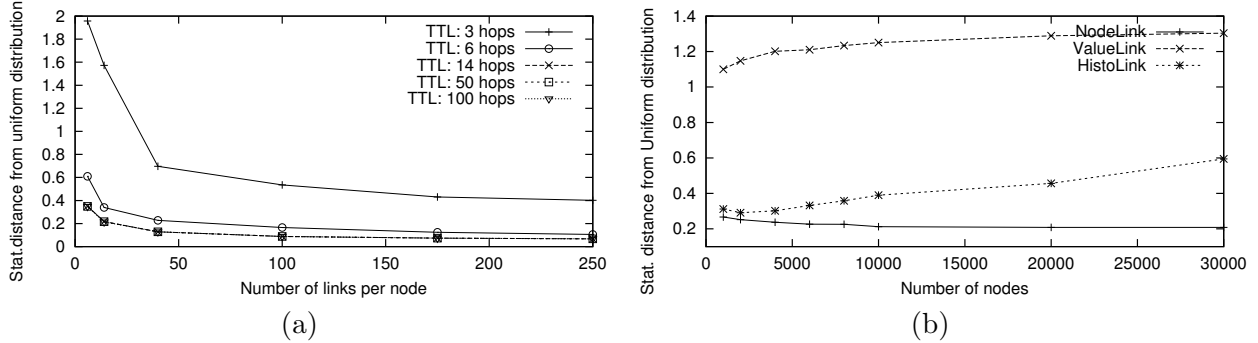 Stat.distance from uniform distribution
2
1.8
1.6
1.4
1.2
1
0.8
0.6
0.4
0.2
0
TTL: 3 hops
TTL: 6 hops
TTL: 14 hops
TTL: 50 hops
TTL: 100 hops
0 50 100 150 200 250
Number of links per node
(a)
Stat. distance from Uniform distribution
1.4
1.2
1
0.8
0.6
0.4
0.2
NodeLink
ValueLink
HistoLink
0 5000 10000 15000 20000 25000 30000
Number of nodes
(b)